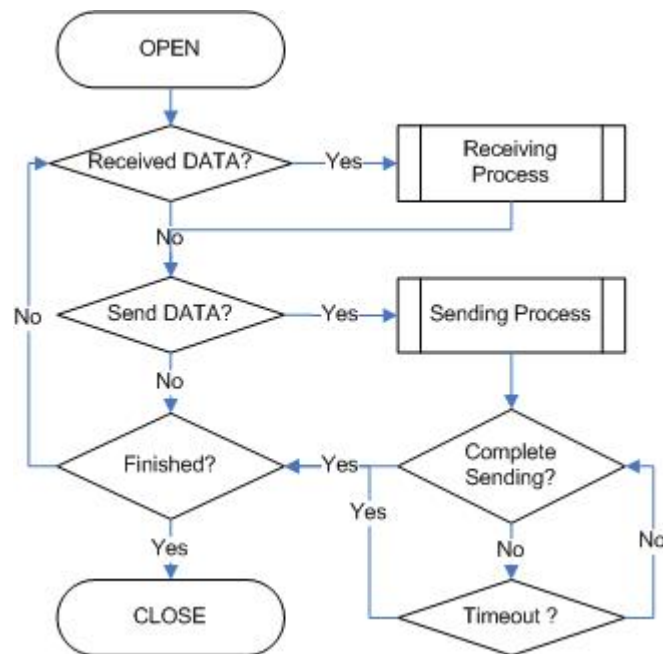 OPEN
Received DATA?
Yes
Receiving
Process
No
Send DATA?
Yes
Sending Process
No
No
Finished?
Yes
Complete
Sending?
Yes
No
No
Yes
CLOSE
Timeout ?